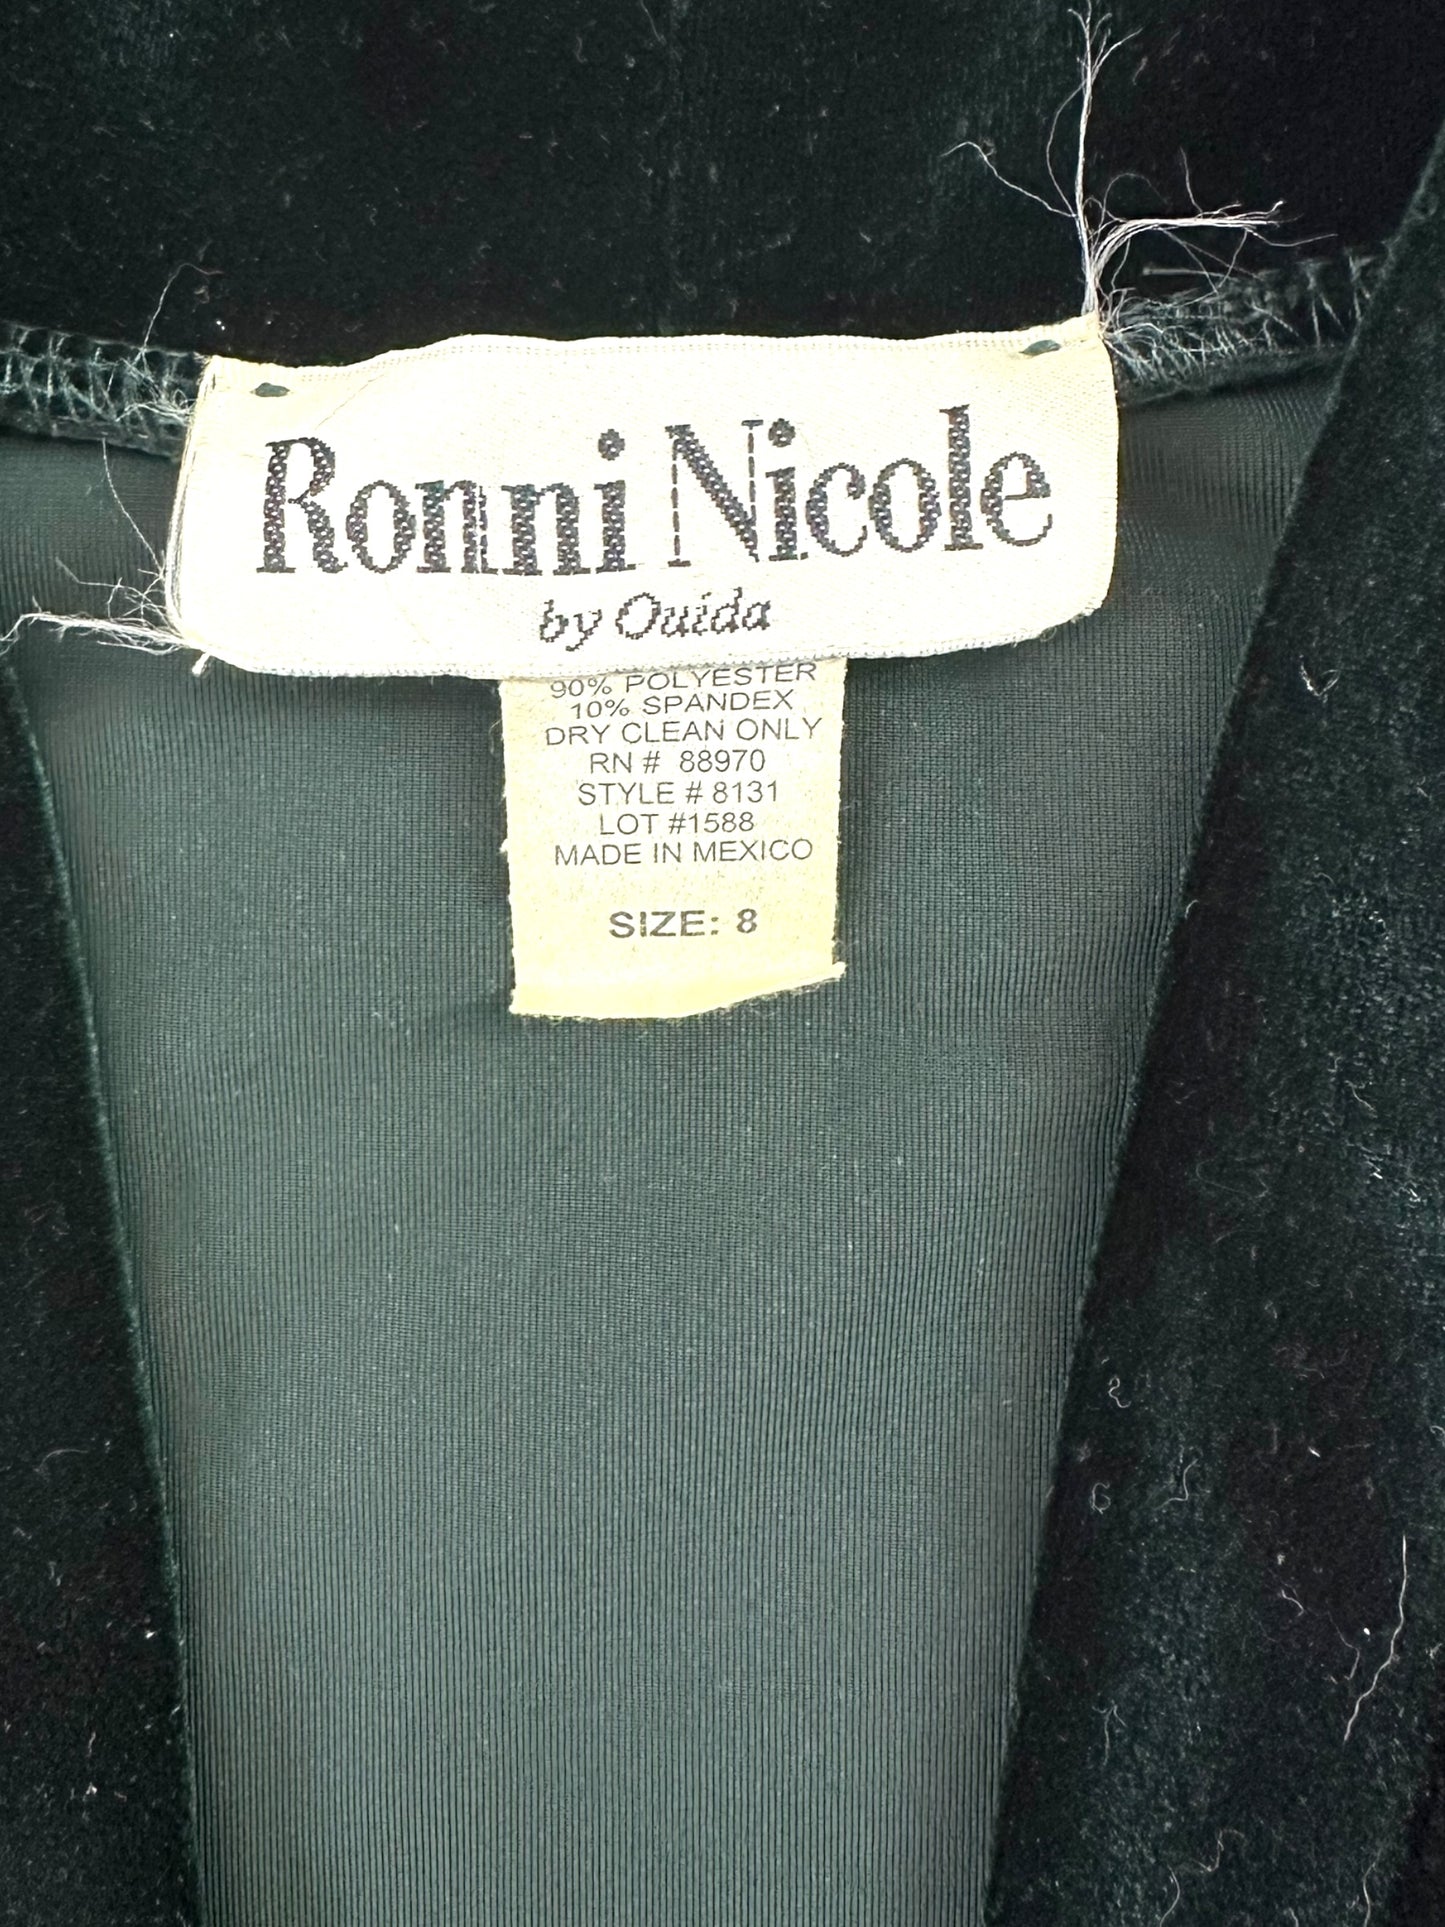 Ronni Nicole
by Ouida
90% POLYESTER
10% SPANDEX
DRY CLEAN ONLY
RN # 88970
STYLE # 8131
LOT #1588
MADE IN MEXICO
SIZE: 8